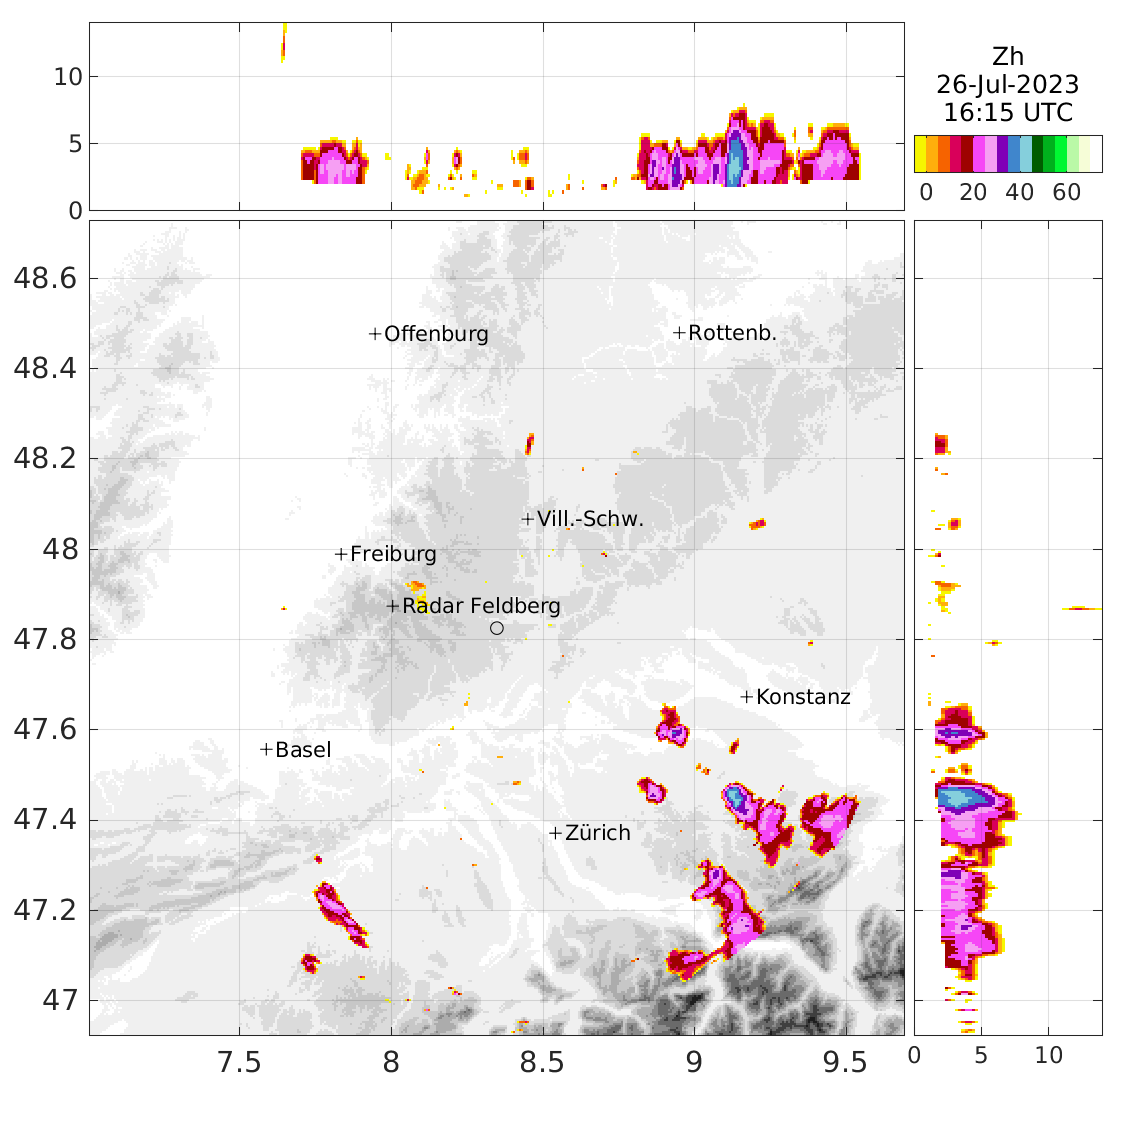 10
5
0
Zh
26-Jul-2023
16:15 UTC
0 20 40 60
48.6
48.4
48.2
48
47.8
47.6
47.4
47.2
47
+Offenburg
+Rottenb.
+Vill.-Schw.
+Freiburg
+Radar Feldberg
+Konstanz
+Basel
+Zürich
7.5 8 8.5 9 9.5
0 5 10